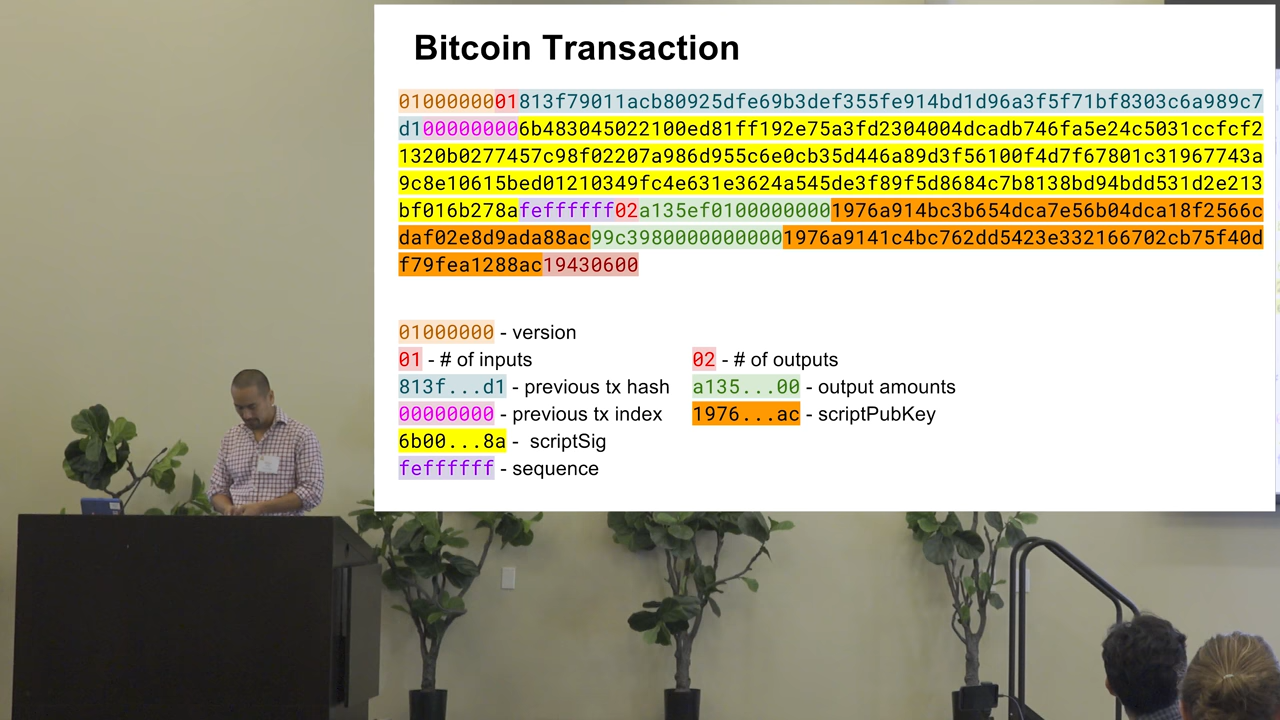 Bitcoin Transaction
0100000001813f79011acb80925dfe69b3def355fe914bd1d96a3f5f71bf8303c6a989c7
d1000000006b483045022100ed81ff192e75a3fd2304004dcadb746fa5e24c5031ccfcf2
1320b0277457c98f02207a986d955c6e0cb35d446a89d3f56100f4d7f67801c31967743a
9c8e10615bed01210349fc4e631e3624a545de3f89f5d8684c7b8138bd94bdd531d2e213
bf016b278afeffffff02a135ef01000000001976a914bc3b654dca7e56b04dca18f2566c
daf02e8d9ada88ac99c39800000000001976a9141c4bc762dd5423e332166702cb75f40d
f79fea1288ac19430600
01000000 - version
01 - # of inputs 02 - # of outputs
813f...d1 - previous tx hash a135...00 - output amounts
00000000 - previous tx index 1976...ac - scriptPubKey
6b00...8a - scriptSig
feffffff - sequence